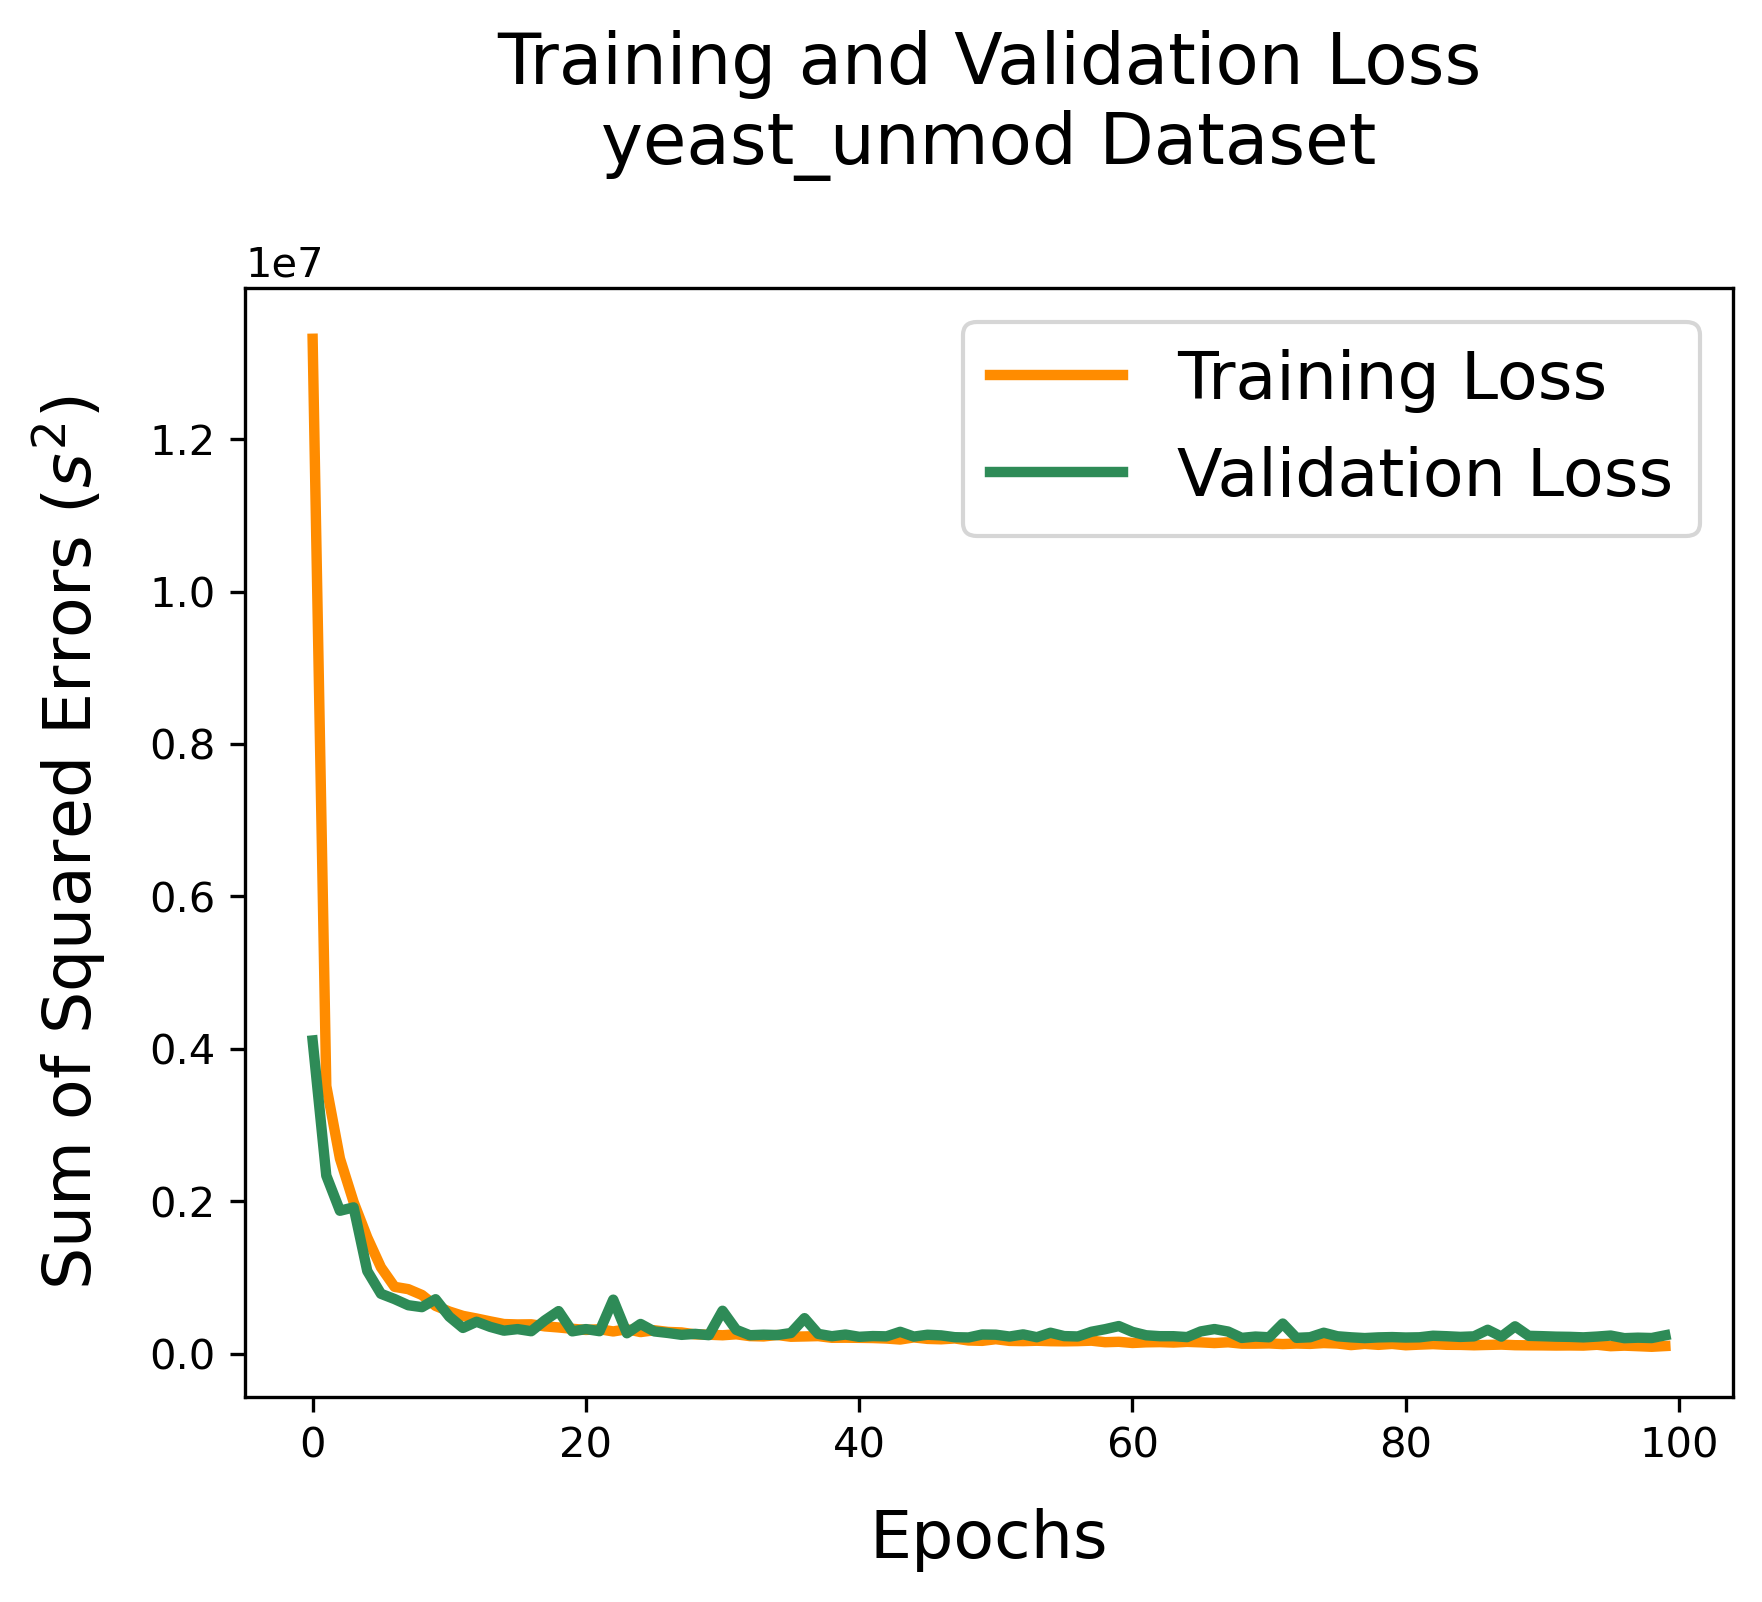 Training and Validation Loss
yeast_unmod Dataset
1e7
Training Loss
Validation Loss
Sum of Squared Errors (s²)
1.2
1.0
0.8
0.6
0.4
0.2
0.0
0 20 40 60 80 100
Epochs